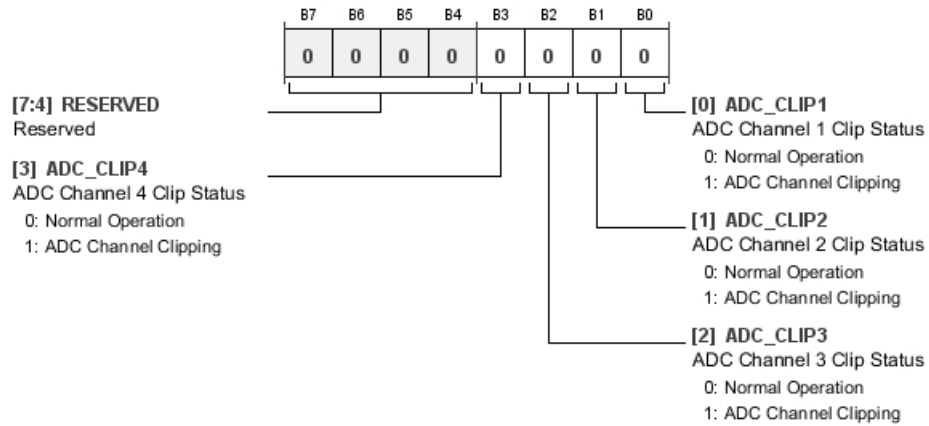 B7 B6 B5 B4 B3 B2 B1 B0
0 0 0 0 0 0 0 0
[7:4] RESERVED
Reserved
[3] ADC_CLIP4
ADC Channel 4 Clip Status
0: Normal Operation
1: ADC Channel Clipping
[0] ADC_CLIP1
ADC Channel 1 Clip Status
0: Normal Operation
1: ADC Channel Clipping
[1] ADC_CLIP2
ADC Channel 2 Clip Status
0: Normal Operation
1: ADC Channel Clipping
[2] ADC_CLIP3
ADC Channel 3 Clip Status
0: Normal Operation
1: ADC Channel Clipping